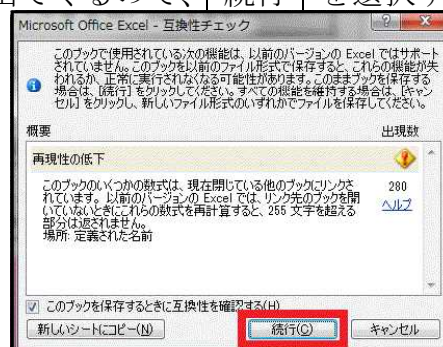 出てくるので、「続行」を選択す
Microsoft Office Excel - 互換性チェック
このブックで使用されている次の機能は、以前のバージョンの Excel ではサポート
されていません。このブックを以前のファイル形式で保存すると、これらの機能が失
われるか、正常に実行されなくなる可能性があります。このままブックを保存する
場合は、[続行] をクリックしてください。すべての機能を維持する場合は、[キャン
セル] をクリックし、新しいファイル形式のいずれかでファイルを保存してください。
概要 出現数
再現性の低下
このブックのいくつかの数式は、現在閉じている他のブックにリンクさ 280
れています。以前のバージョンの Excel では、リンク先のブックを開 ヘルプ
いていないときにこれらの数式を再計算すると、255 文字を超える
部分は返されません。
場所: 定義された名前
このブックを保存するときに互換性を確認する(H)
新しいシートにコピー(N) 続行(C) キャンセル